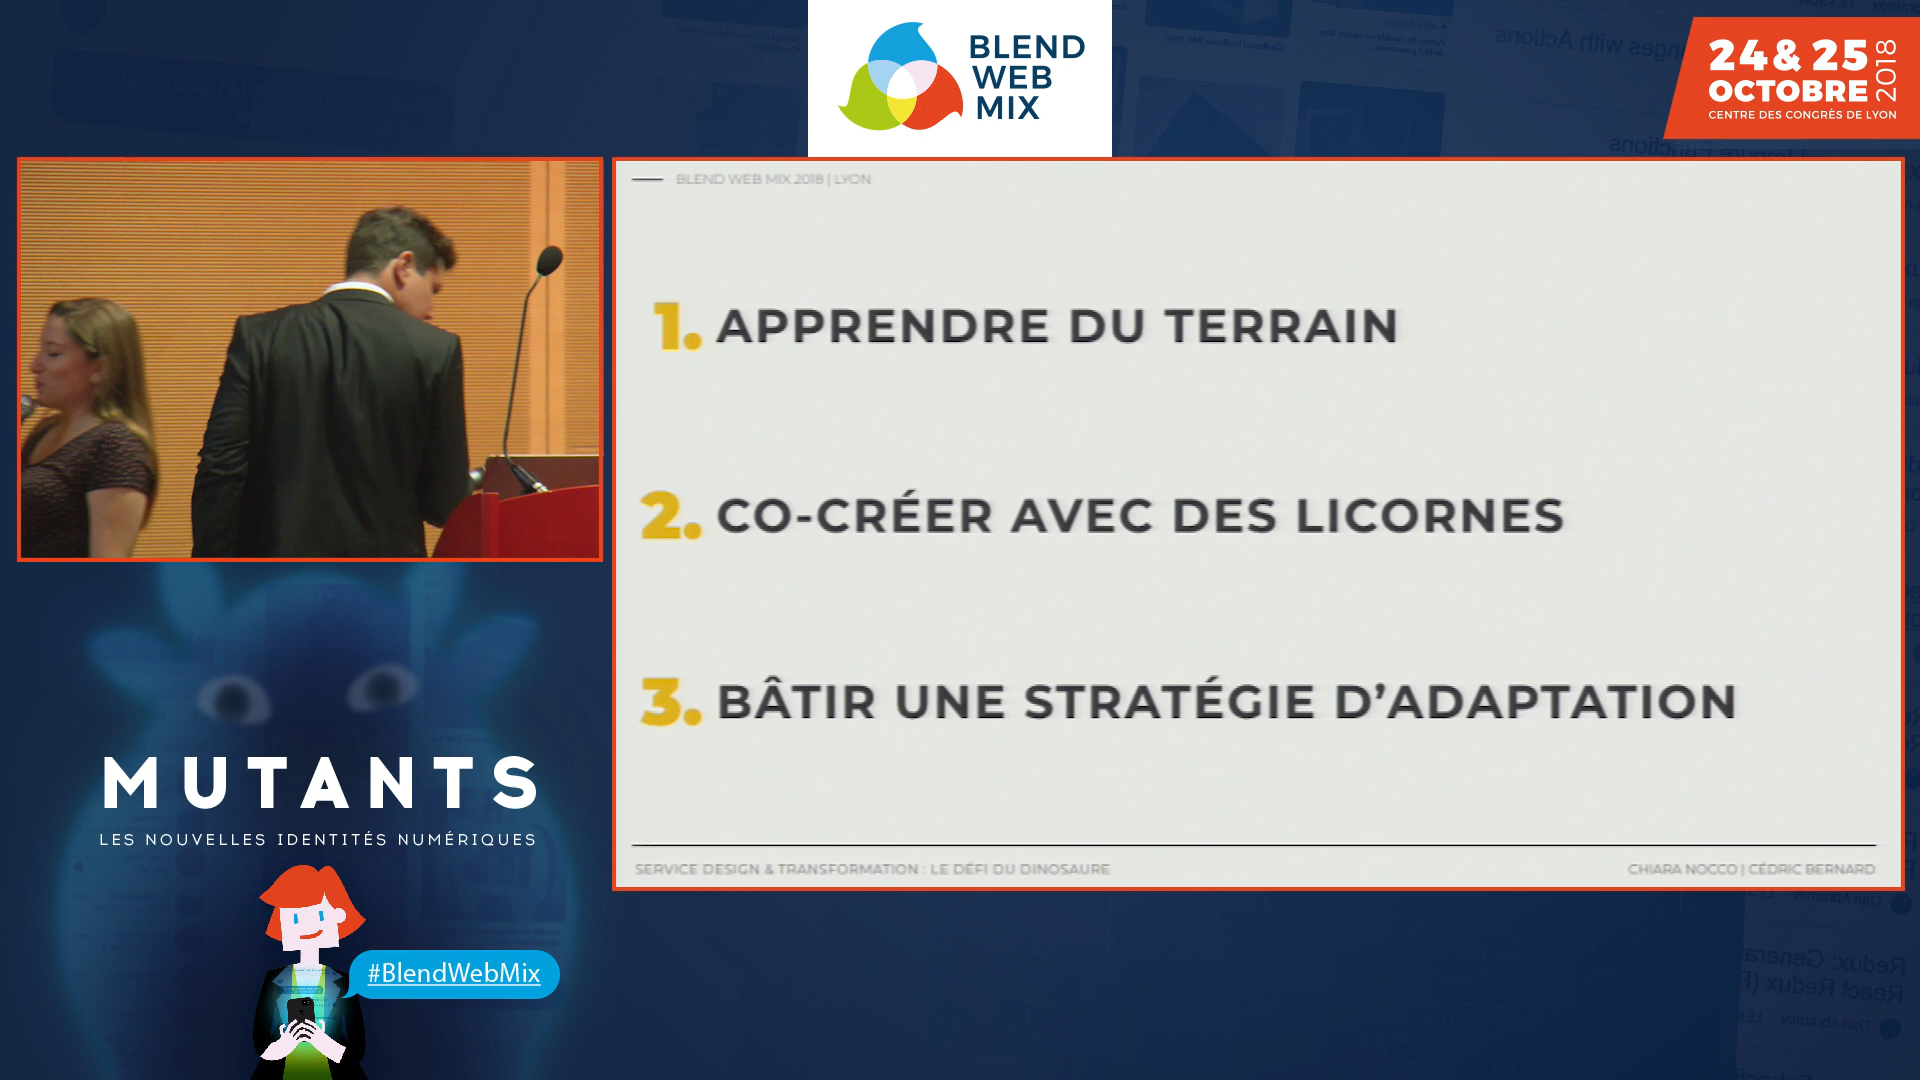 BLEND
WEB
MIX
24 & 25
OCTOBRE
2018
CENTRE DES CONGRÈS DE LYON
BLEND WEB MIX 2018 | LYON
1. APPRENDRE DU TERRAIN
2. CO-CRÉER AVEC DES LICORNES
3. BÂTIR UNE STRATÉGIE D’ADAPTATION
SERVICE DESIGN & TRANSFORMATION : LE DÉFI DU DINOSAURE
CHIARA NOCCO | CÉDRIC BERNARD
MUTANTS
LES NOUVELLES IDENTITÉS NUMÉRIQUES
#BlendWebMix